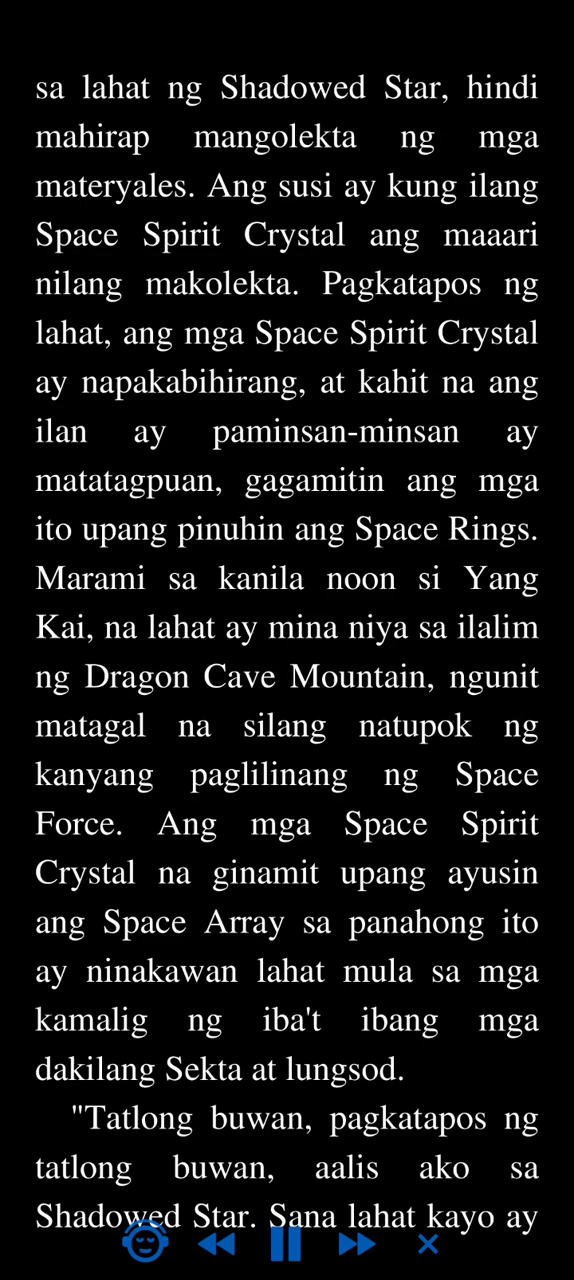 sa lahat ng Shadowed Star, hindi
mahirap mangolekta ng mga
materyales. Ang susi ay kung ilang
Space Spirit Crystal ang maaari
nilang makolekta. Pagkatapos ng
lahat, ang mga Space Spirit Crystal
ay napakabihirang, at kahit na ang
ilan ay paminsan-minsan ay
matatagpuan, gagamitin ang mga
ito upang pinuhin ang Space Rings.
Marami sa kanila noon si Yang
Kai, na lahat ay mina niya sa ilalim
ng Dragon Cave Mountain, ngunit
matagal na silang natupok ng
kanyang paglilinang ng Space
Force. Ang mga Space Spirit
Crystal na ginamit upang ayusin
ang Space Array sa panahong ito
ay ninakawan lahat mula sa mga
kamalig ng iba't ibang mga
dakilang Sekta at lungsod.
"Tatlong buwan, pagkatapos ng
tatlong buwan, aalis ako sa
Shadowed Star. Sana lahat kayo ay